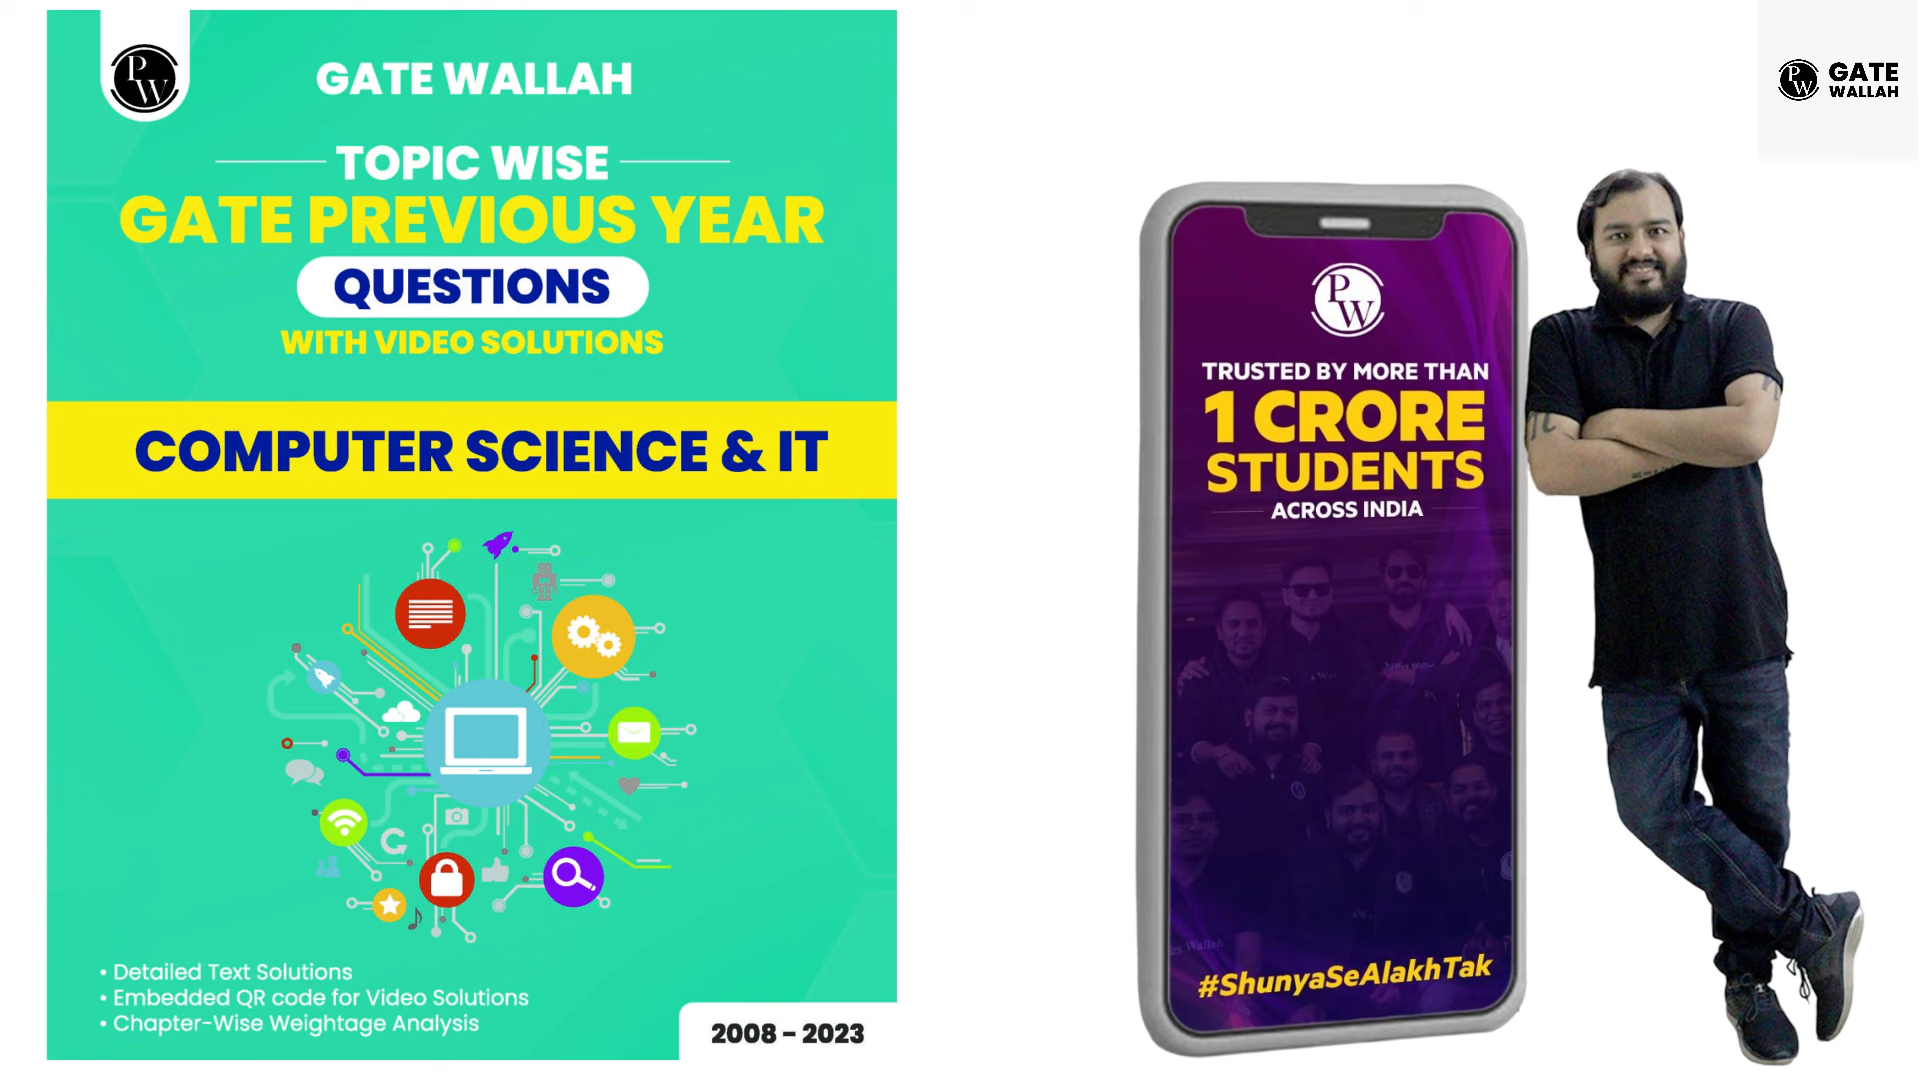 P
W
GATE WALLAH
TOPIC WISE
GATE PREVIOUS YEAR
QUESTIONS
WITH VIDEO SOLUTIONS
COMPUTER SCIENCE & IT
• Detailed Text Solutions
• Embedded QR code for Video Solutions
• Chapter-Wise Weightage Analysis
2008 – 2023
P
W
TRUSTED BY MORE THAN
1 CRORE
STUDENTS
ACROSS INDIA
#ShunyaSeAlakhTak
P
W
GATE
WALLAH